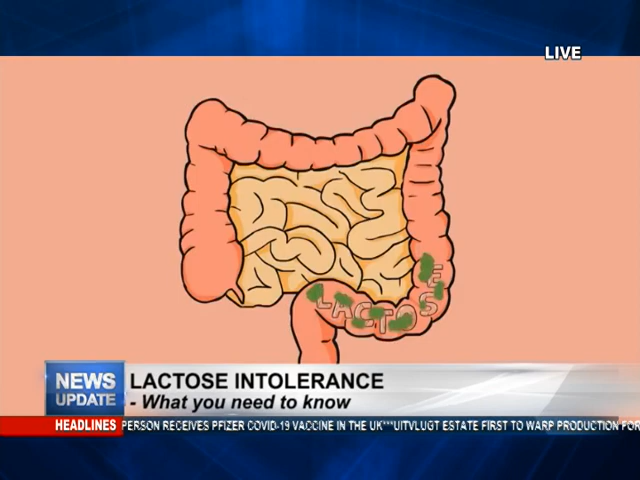 LIVE
LACTOSE
NEWS
UPDATE
LACTOSE INTOLERANCE
- What you need to know
HEADLINES
PERSON RECEIVES PFIZER COVID-19 VACCINE IN THE UK***UITVLUGT ESTATE FIRST TO WARP PRODUCTION FOR